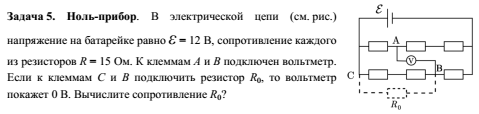 Задача 5. Ноль-прибор. В электрической цепи (см. рис.)
напряжение на батарейке равно ℰ = 12 В, сопротивление каждого
из резисторов R = 15 Ом. К клеммам A и B подключен вольтметр.
Если к клеммам C и B подключить резистор R₀, то вольтметр
покажет 0 В. Вычислите сопротивление R₀?
ℰ
A
V
C
B
R₀